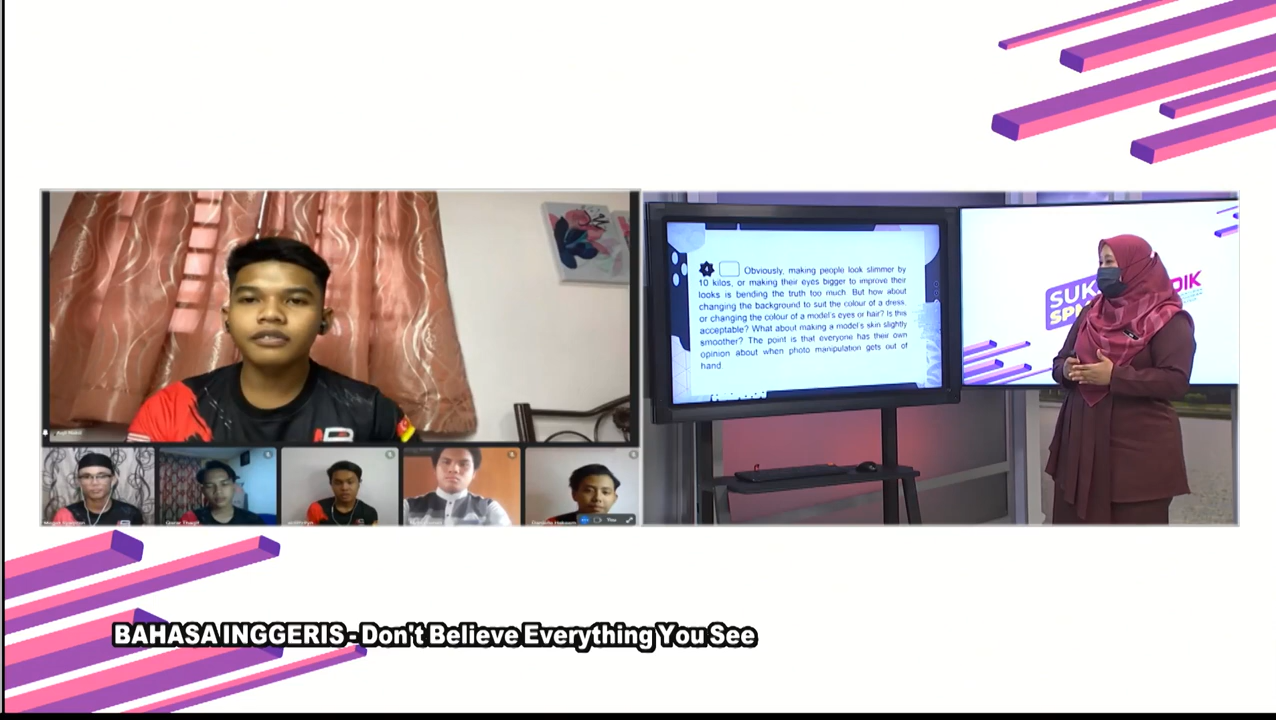 4 Obviously, making people look slimmer by
10 kilos, or making their eyes bigger to improve their
looks is bending the truth too much. But how about
changing the background to suit the colour of a dress,
or changing the colour of a model's eyes or hair? Is this
acceptable? What about making a model's skin slightly
smoother? The point is that everyone has their own
opinion about when photo manipulation gets out of
hand.
SUK DIK
SP
You
BAHASA INGGERIS - Don't Believe Everything You See